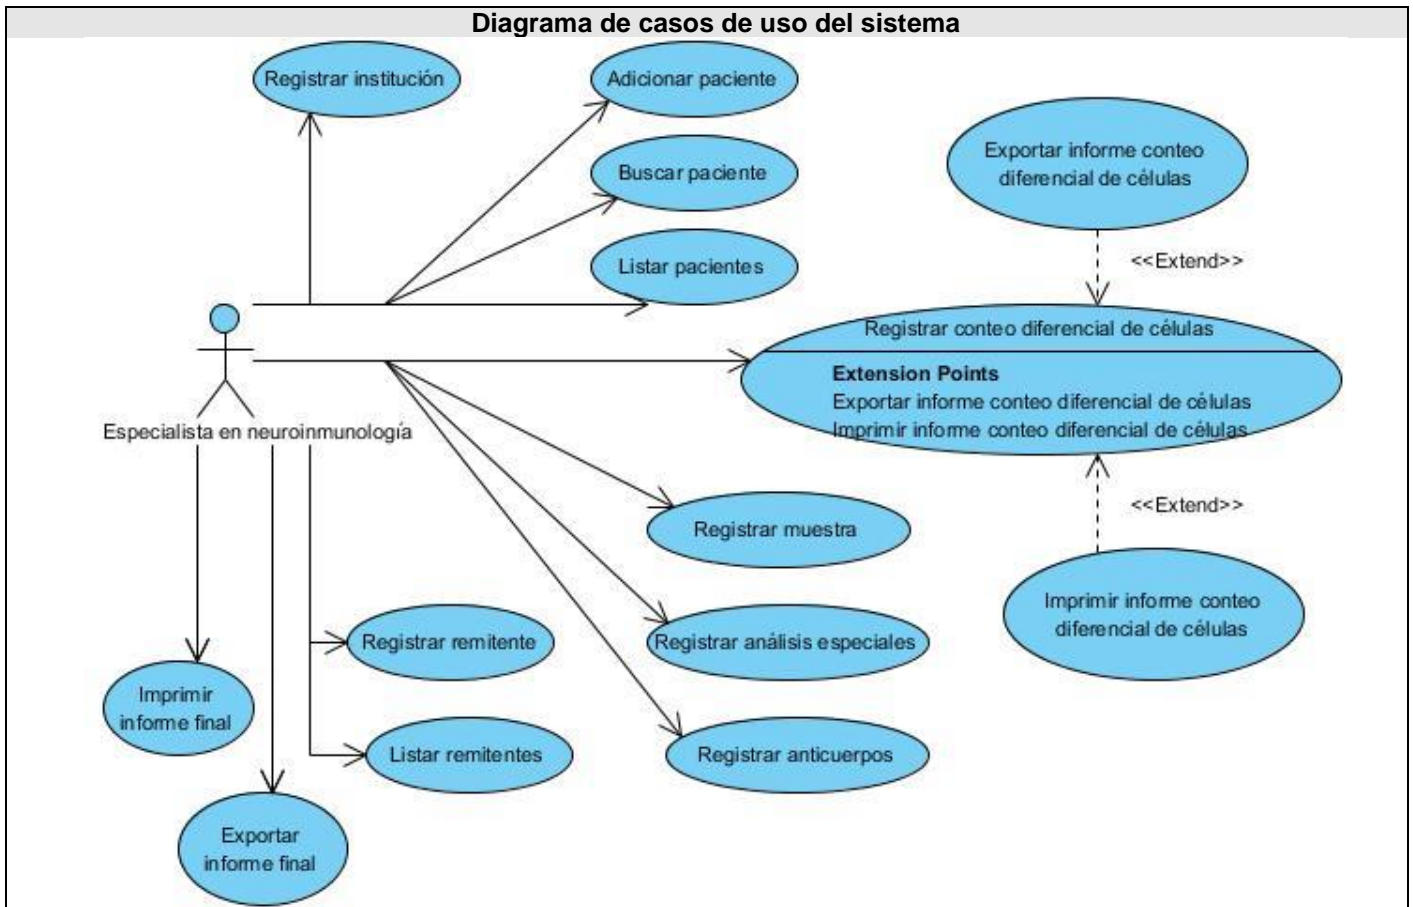 Diagrama de casos de uso del sistema
Registrar institución
Adicionar paciente
Buscar paciente
Listar pacientes
Exportar informe conteo
diferencial de células
<<Extend>>
Registrar conteo diferencial de células
Extension Points
Exportar informe conteo diferencial de células
Imprimir informe conteo diferencial de células
<<Extend>>
Imprimir informe conteo
diferencial de células
Especialista en neuroinmunología
Registrar muestra
Registrar remitente
Registrar análisis especiales
Imprimir
informe final
Listar remitentes
Registrar anticuerpos
Exportar
informe final